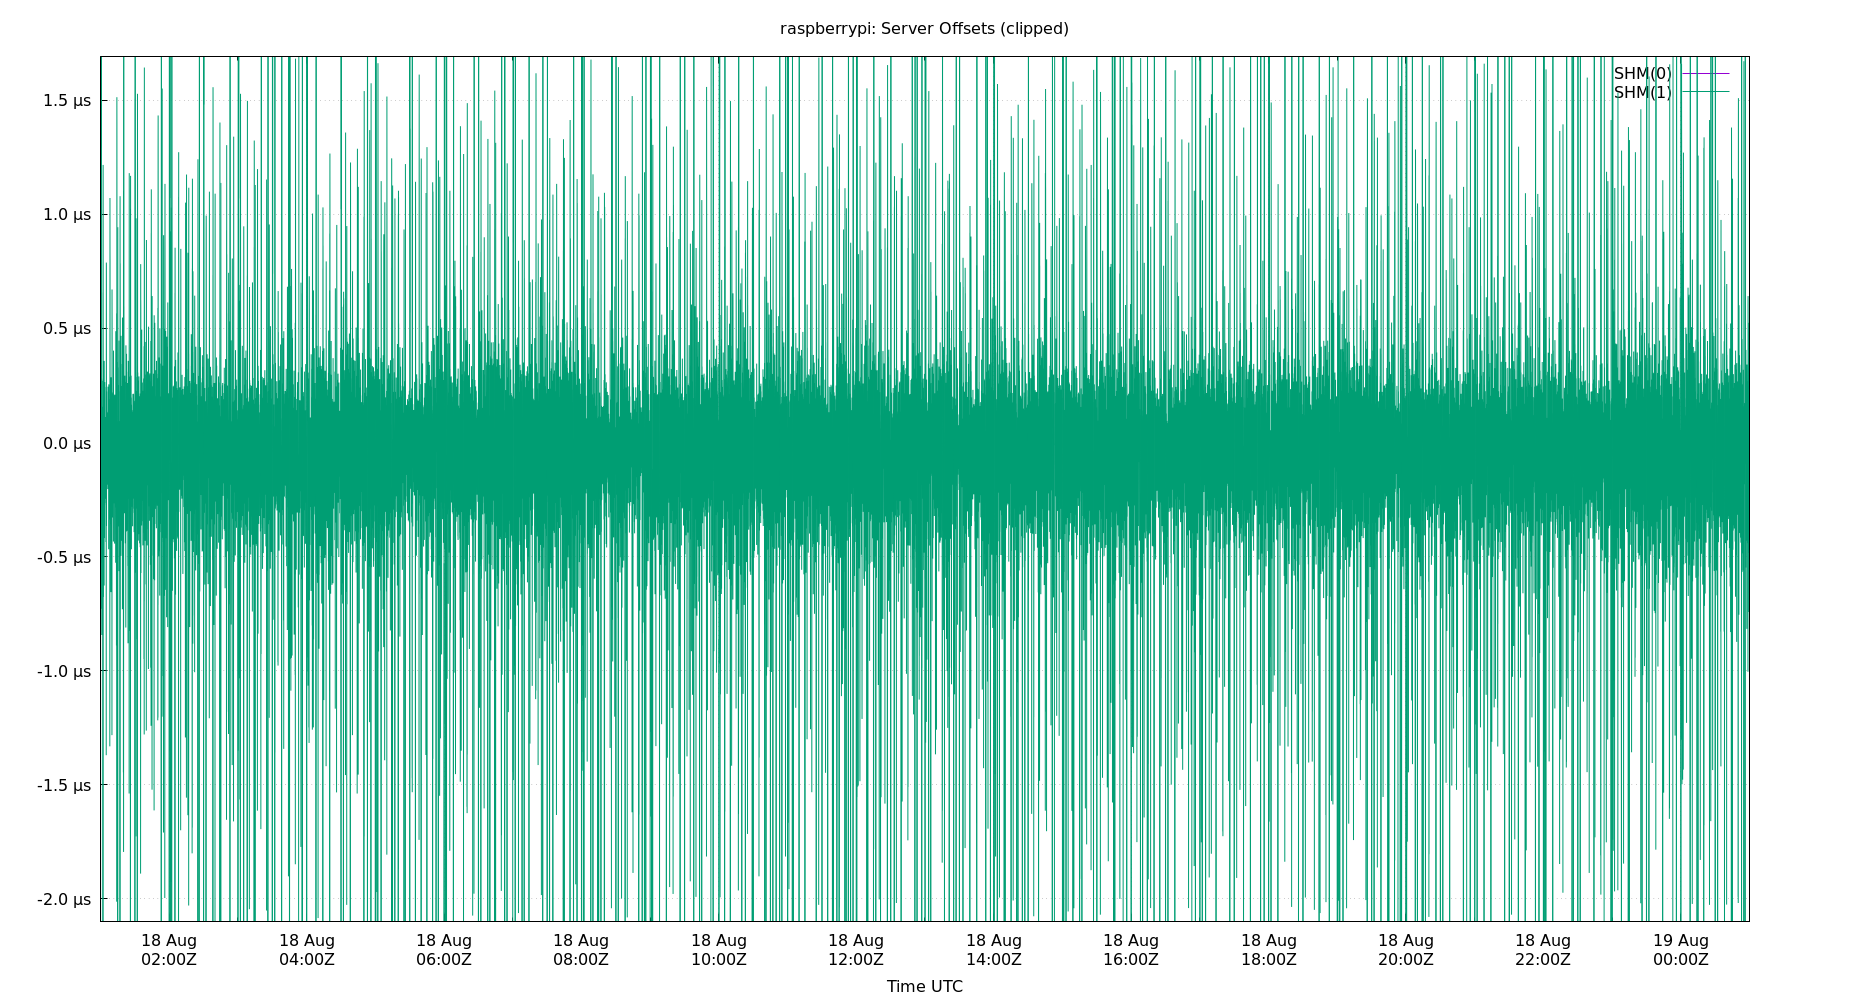 raspberrypi: Server Offsets (clipped)
SHM(0)
SHM(1)
1.5 µs
1.0 µs
0.5 µs
0.0 µs
-0.5 µs
-1.0 µs
-1.5 µs
-2.0 µs
18 Aug 18 Aug 18 Aug 18 Aug 18 Aug 18 Aug 18 Aug 18 Aug 18 Aug 18 Aug 18 Aug 19 Aug
02:00Z 04:00Z 06:00Z 08:00Z 10:00Z 12:00Z 14:00Z 16:00Z 18:00Z 20:00Z 22:00Z 00:00Z
Time UTC